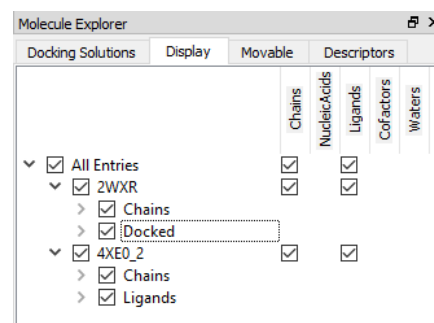 Molecule Explorer
Docking Solutions Display Movable Descriptors
Chains NucleicAcids Ligands Cofactors Waters
All Entries
2WXR
Chains
Docked
4XE0_2
Chains
Ligands